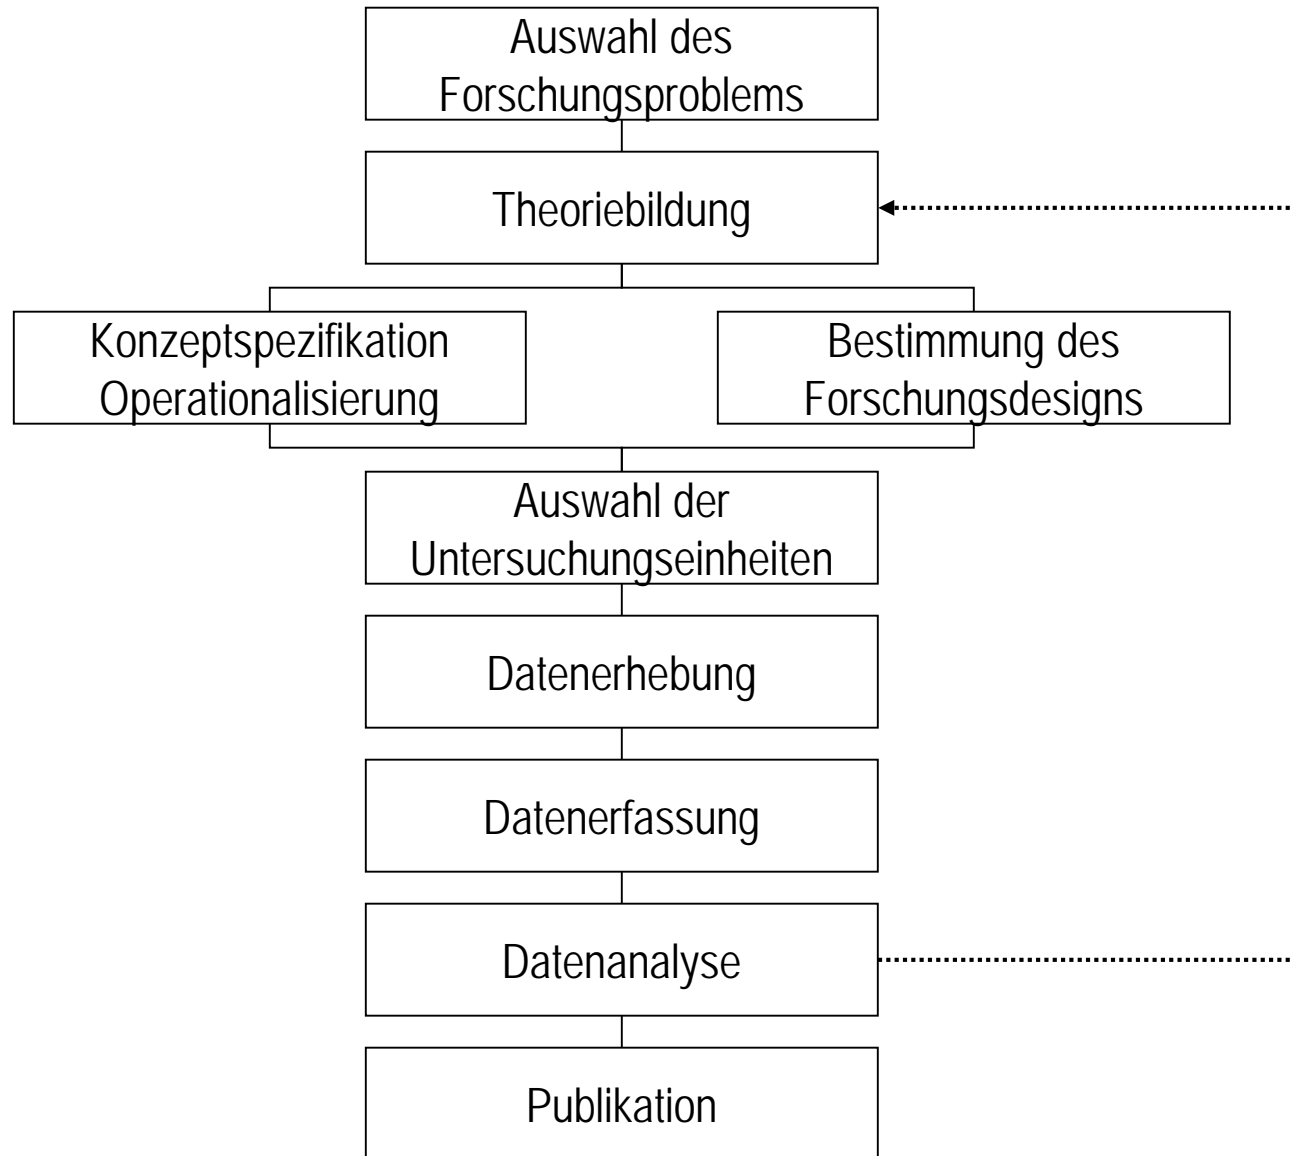 Auswahl des
Forschungsproblems
Theoriebildung
Konzeptspezifikation
Operationalisierung
Bestimmung des
Forschungsdesigns
Auswahl der
Untersuchungseinheiten
Datenerhebung
Datenerfassung
Datenanalyse
Publikation